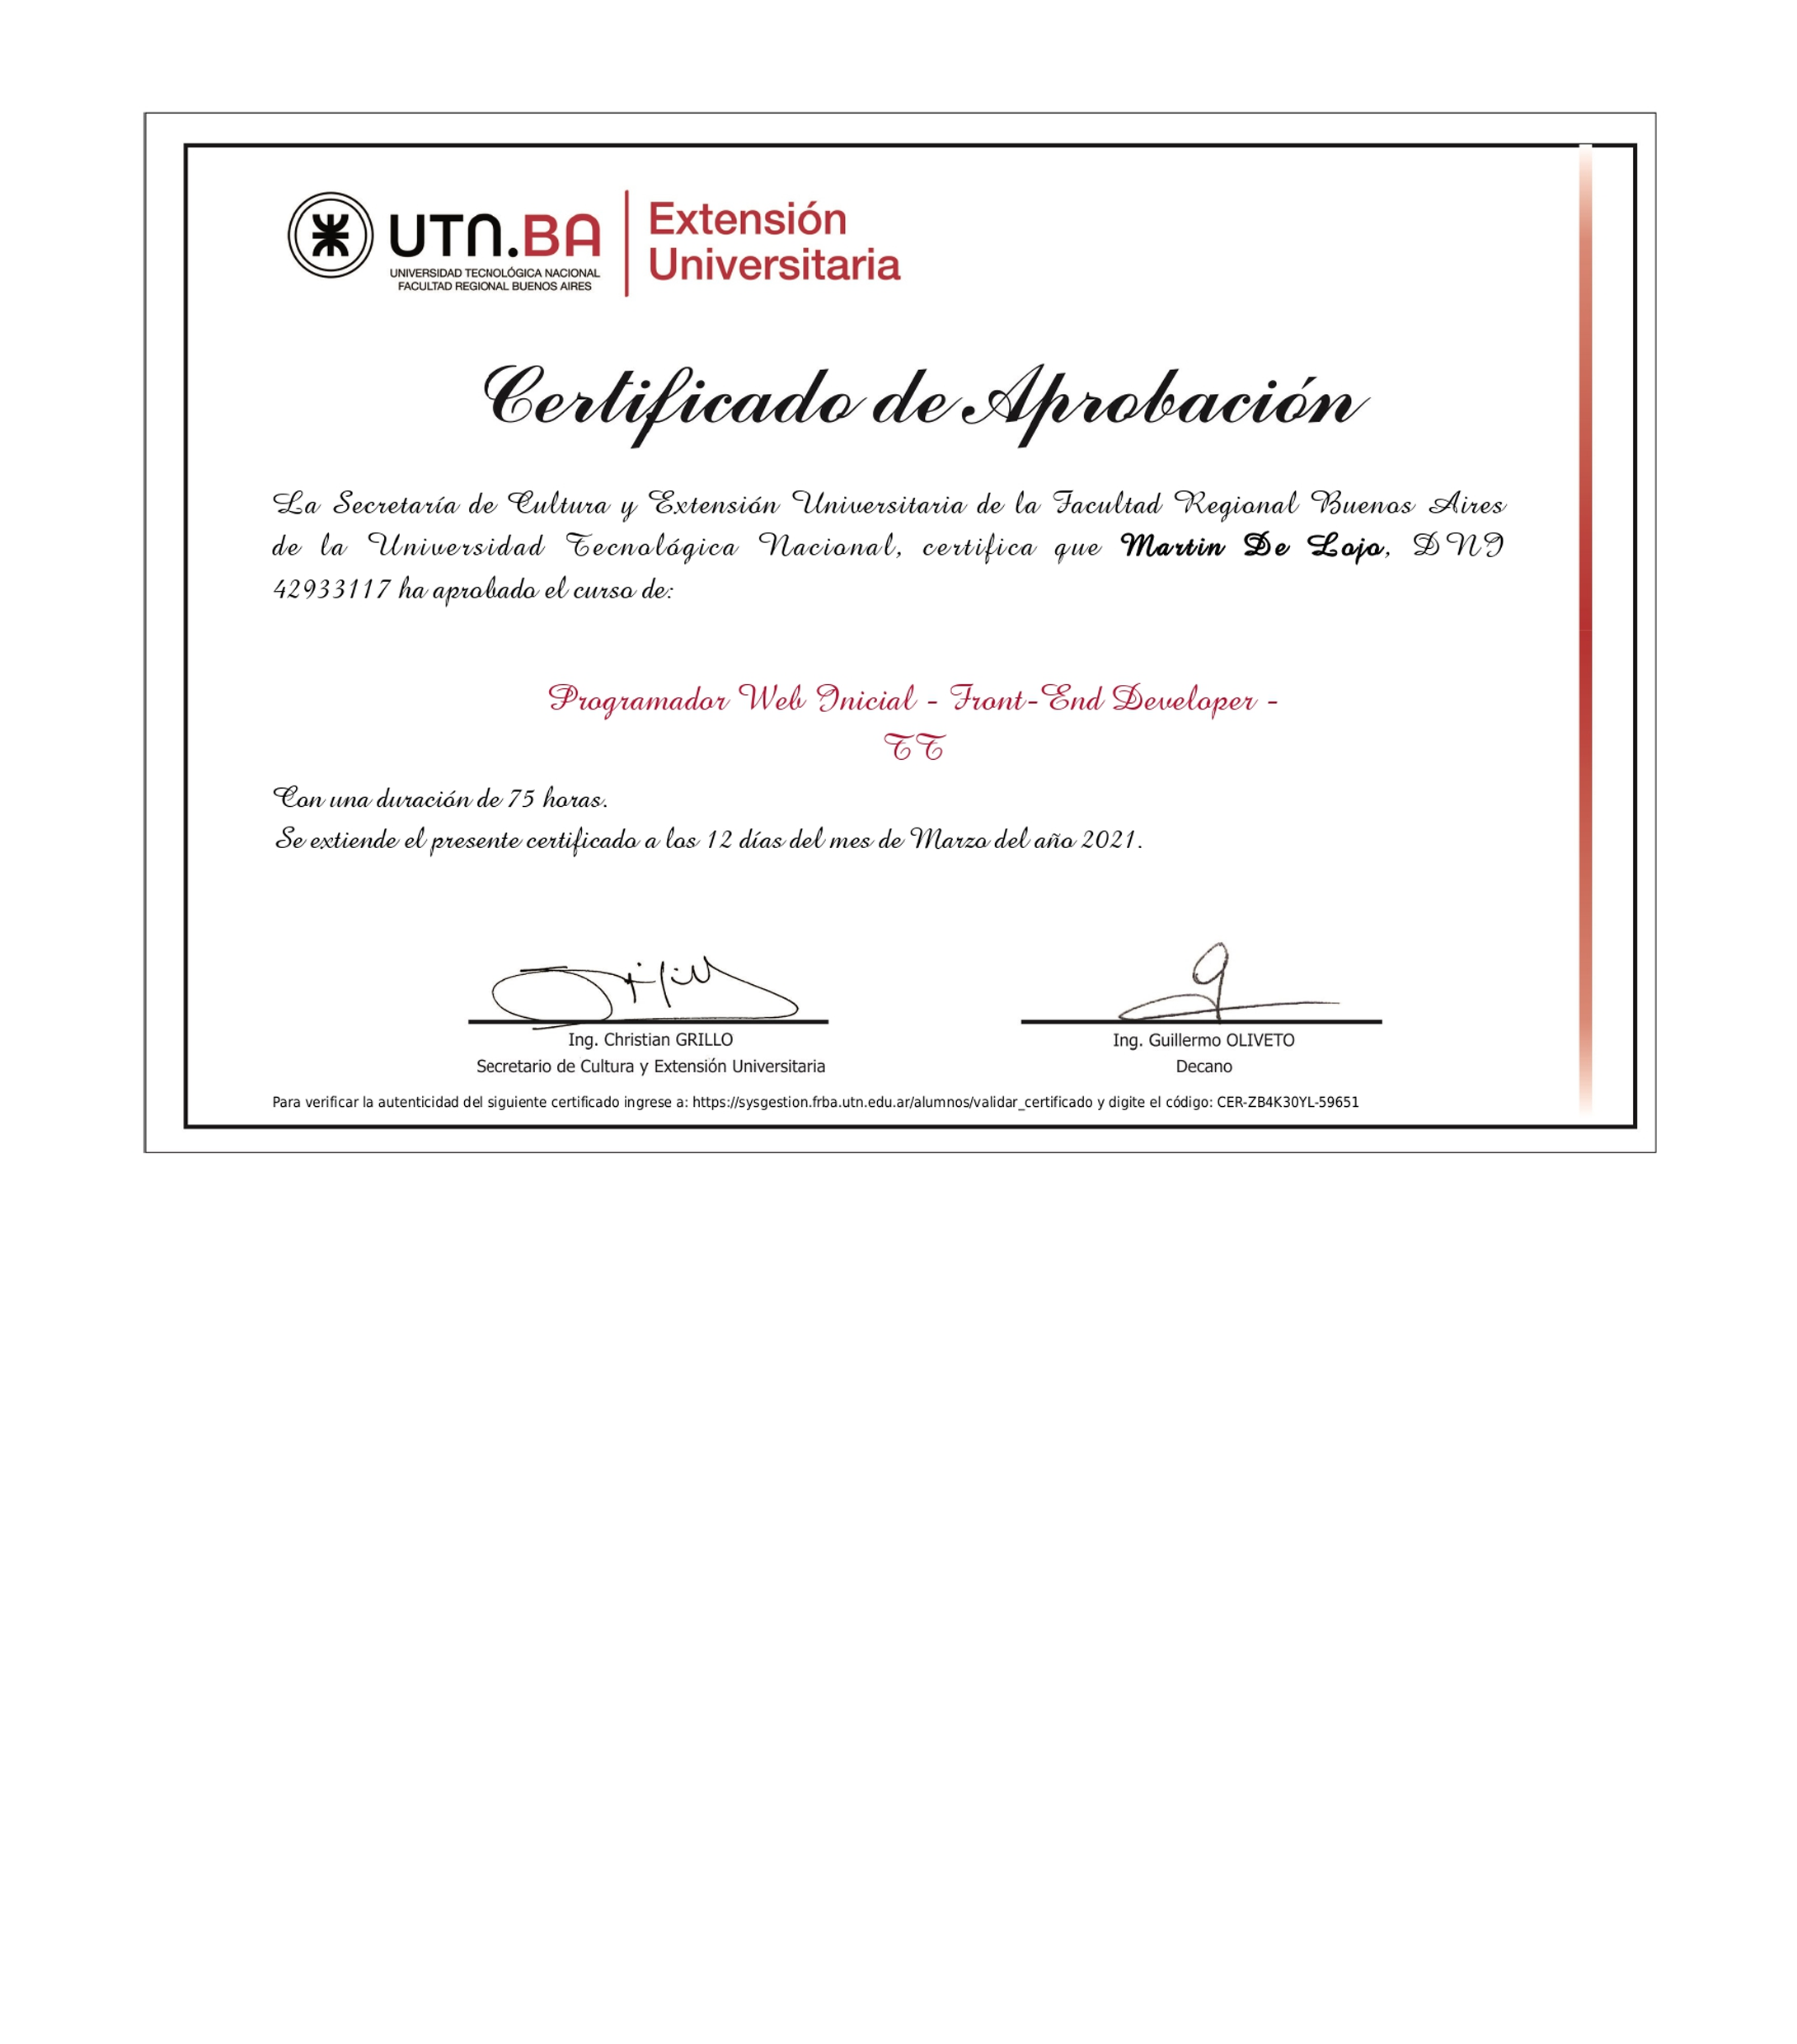 UTN.BA
UNIVERSIDAD TECNOLÓGICA NACIONAL
FACULTAD REGIONAL BUENOS AIRES
Extensión
Universitaria
Certificado de Aprobación
La Secretaría de Cultura y Extensión Universitaria de la Facultad Regional Buenos Aires
de la Universidad Tecnológica Nacional, certifica que Martin De Lojo, DNI
42933117 ha aprobado el curso de:
Programador Web Inicial - Front-End Developer -
TT
Con una duración de 75 horas.
Se extiende el presente certificado a los 12 días del mes de Marzo del año 2021.
Ing. Christian GRILLO
Secretario de Cultura y Extensión Universitaria
Ing. Guillermo OLIVETO
Decano
Para verificar la autenticidad del siguiente certificado ingrese a: https://sysgestion.frba.utn.edu.ar/alumnos/validar_certificado y digite el código: CER-ZB4K30YL-59651